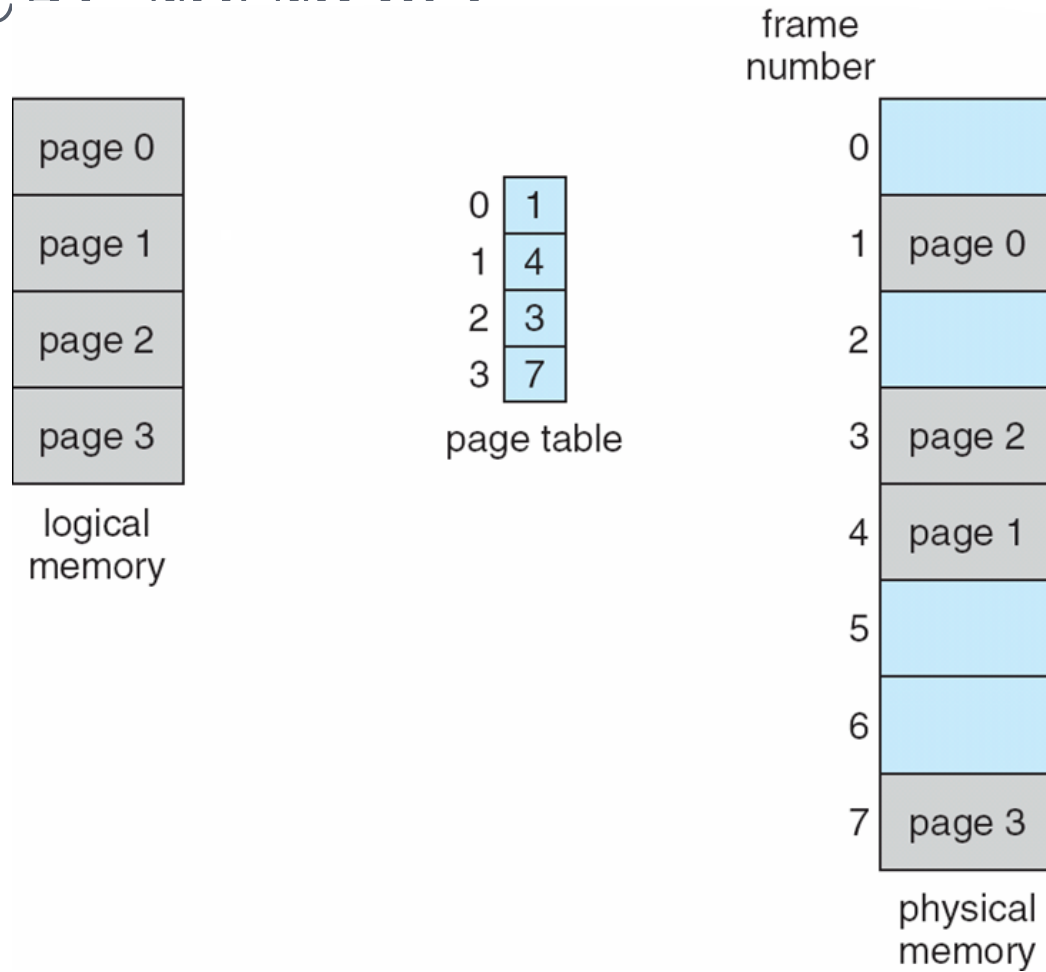 page 0
page 1
page 2
page 3
logical
memory
0 1
1 4
2 3
3 7
page table
frame
number
0
1 page 0
2
3 page 2
4 page 1
5
6
7 page 3
physical
memory